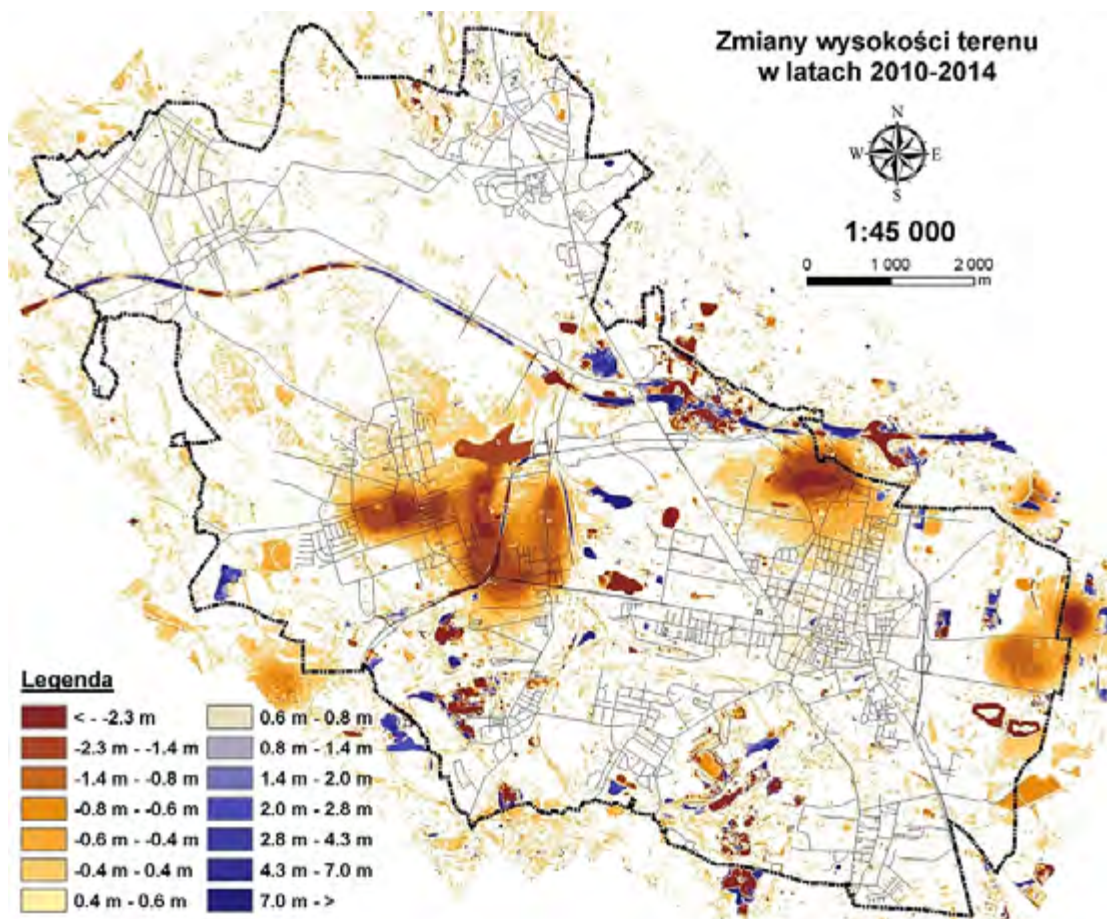 Zmiany wysokości terenu
w latach 2010-2014
N
W E
S
1:45 000
0 1 000 2 000
m
Legenda
< - -2.3 m
-2.3 m - -1.4 m
-1.4 m - -0.8 m
-0.8 m - -0.6 m
-0.6 m - -0.4 m
-0.4 m - 0.4 m
0.4 m - 0.6 m
0.6 m - 0.8 m
0.8 m - 1.4 m
1.4 m - 2.0 m
2.0 m - 2.8 m
2.8 m - 4.3 m
4.3 m - 7.0 m
7.0 m - >